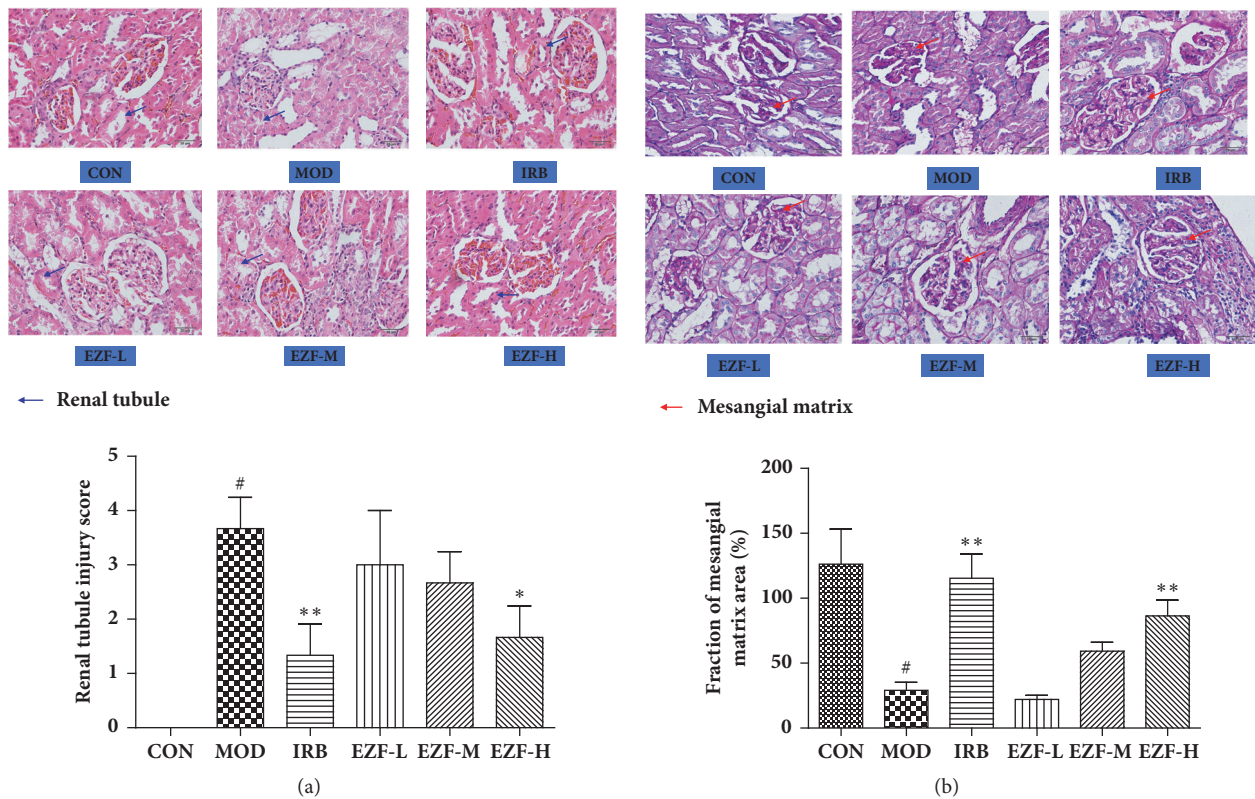 CON MOD IRB
EZF-L EZF-M EZF-H
Renal tubule
CON MOD IRB
EZF-L EZF-M EZF-H
Mesangial matrix
Renal tubule injury score
5
4
3
2
1
0
#
**
*
CON MOD IRB EZF-L EZF-M EZF-H
(a)
Fraction of mesangial
matrix area (%)
200
150
100
50
0
#
**
**
CON MOD IRB EZF-L EZF-M EZF-H
(b)